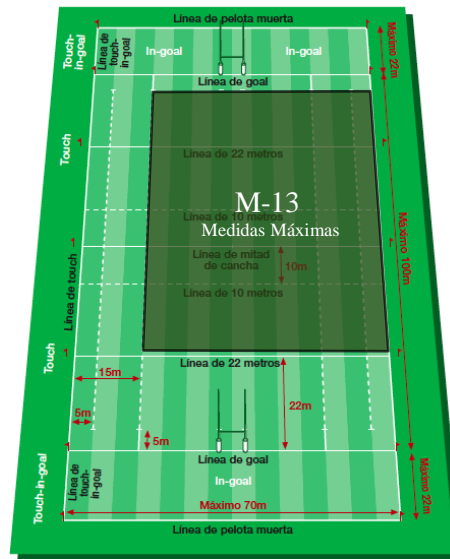 Línea de pelota muerta
Touch-
in-goal
Línea de
touch-
in-goal
In-goal
In-goal
Máximo 22m
Línea de goal
Touch
Línea de 22 metros
M-13
Medidas Máximas
Línea de 10 metros
Línea de mitad
de cancha
10m
Línea de 10 metros
Línea de touch
Máximo 100m
Touch
Línea de 22 metros
15m
22m
5m
5m
Línea de goal
Touch-in-goal
Línea de
touch-
in-goal
In-goal
Máximo 22m
Máximo 70m
Línea de pelota muerta